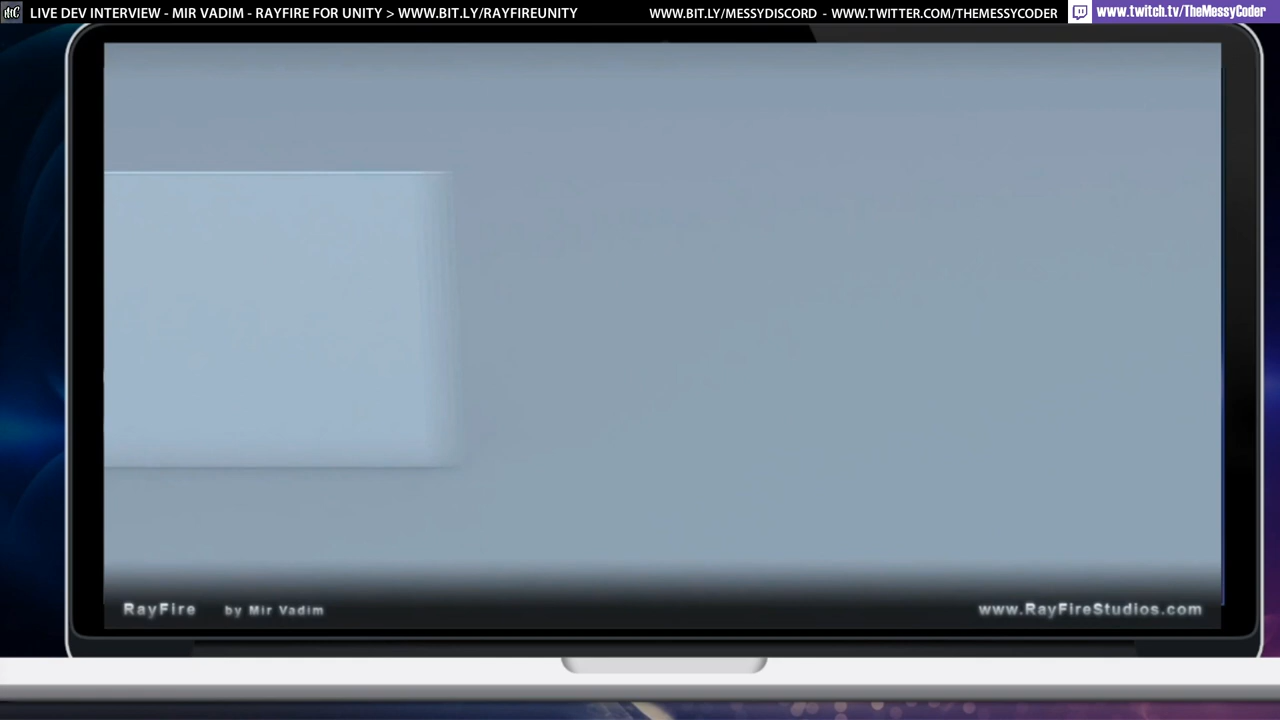 LIVE DEV INTERVIEW - MIR VADIM - RAYFIRE FOR UNITY > WWW.BIT.LY/RAYFIREUNITY
WWW.BIT.LY/MESSYDISCORD - WWW.TWITTER.COM/THEMESSYCODER
www.twitch.tv/TheMessyCoder
RayFire by Mir Vadim
www.RayFireStudios.com